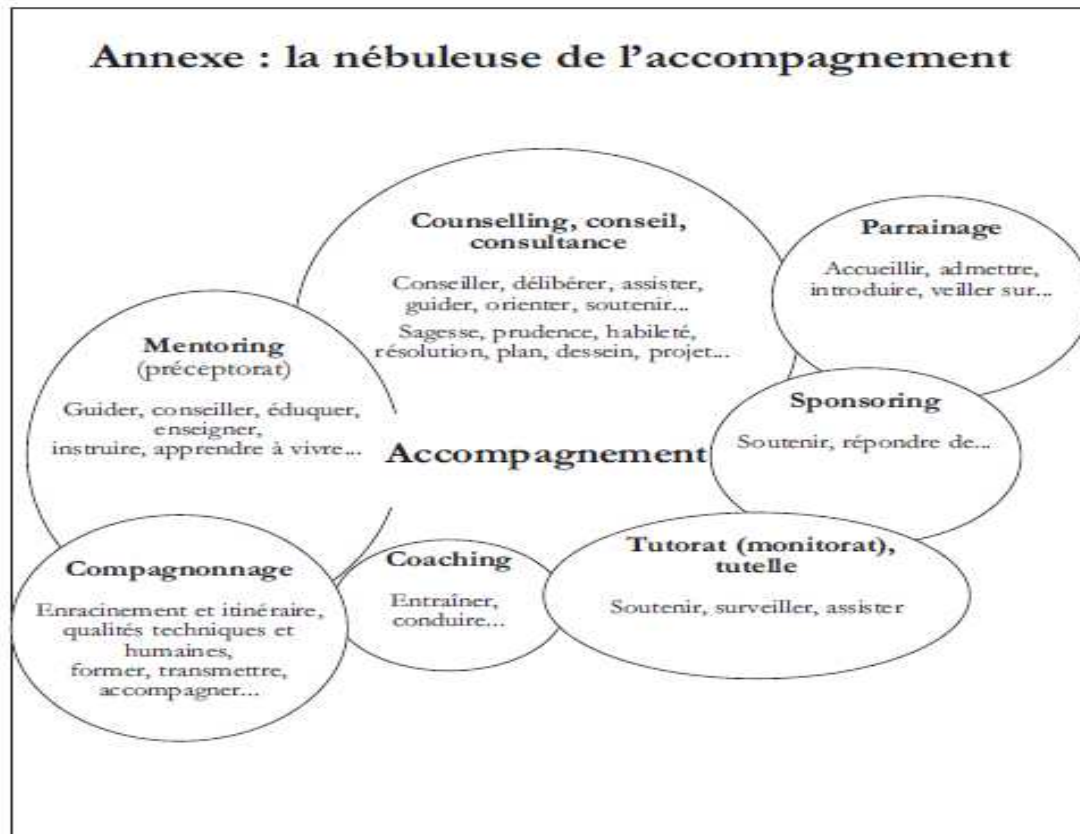 Annexe : la nébuleuse de l'accompagnement
Counselling, conseil,
consultance
Conseiller, délibérer, assister,
guider, orienter, soutenir...
Sagesse, prudence, habileté,
résolution, plan, dessein, projet...
Parrainage
Accueillir, admettre,
introduire, veiller sur...
Mentoring
(préceptorat)
Guider, conseiller, éduquer,
enseigner,
instruire, apprendre à vivre...
Sponsoring
Soutenir, répondre de...
Accompagnement
Compagnonnage
Enracinement et itinéraire,
qualités techniques et
humaines,
former, transmettre,
accompagner...
Coaching
Entraîner,
conduire...
Tutorat (monitorat),
tutelle
Soutenir, surveiller, assister